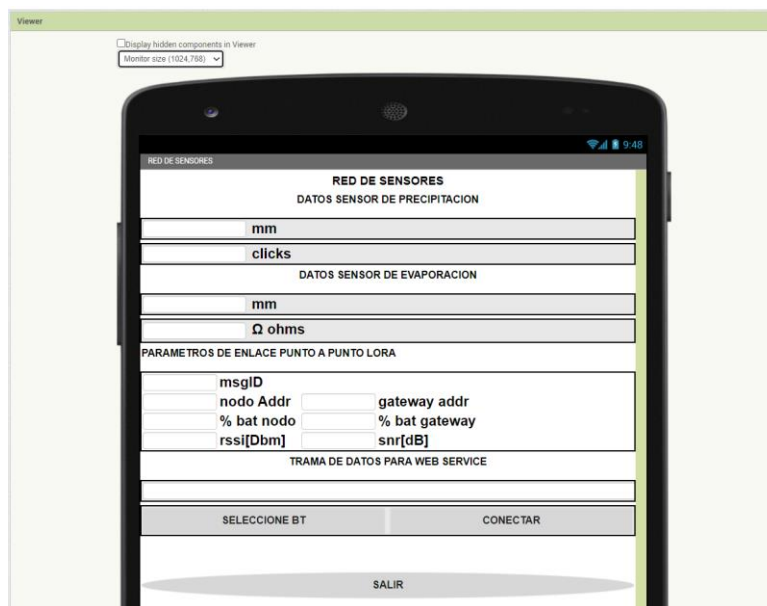 Viewer
Display hidden components in Viewer
Monitor size (1024,768)
9:48
RED DE SENSORES
RED DE SENSORES
DATOS SENSOR DE PRECIPITACION
mm
clicks
DATOS SENSOR DE EVAPORACION
mm
Ω ohms
PARAMETROS DE ENLACE PUNTO A PUNTO LORA
msgID
nodo Addr gateway addr
% bat nodo % bat gateway
rssi[Dbm] snr[dB]
TRAMA DE DATOS PARA WEB SERVICE
SELECCIONE BT CONECTAR
SALIR